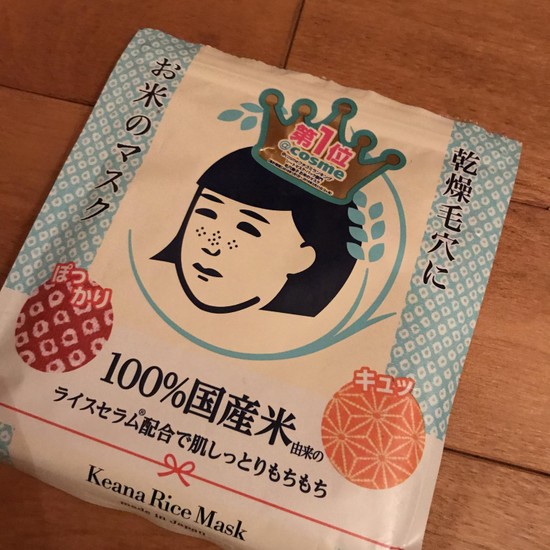 乾燥毛穴に
お米のマスク
第1位
@cosme
ぽっかり
キュッ
100%国産米由来の
ライスセラム®配合で肌しっとりもちもち
Keana Rice Mask
made in Japan